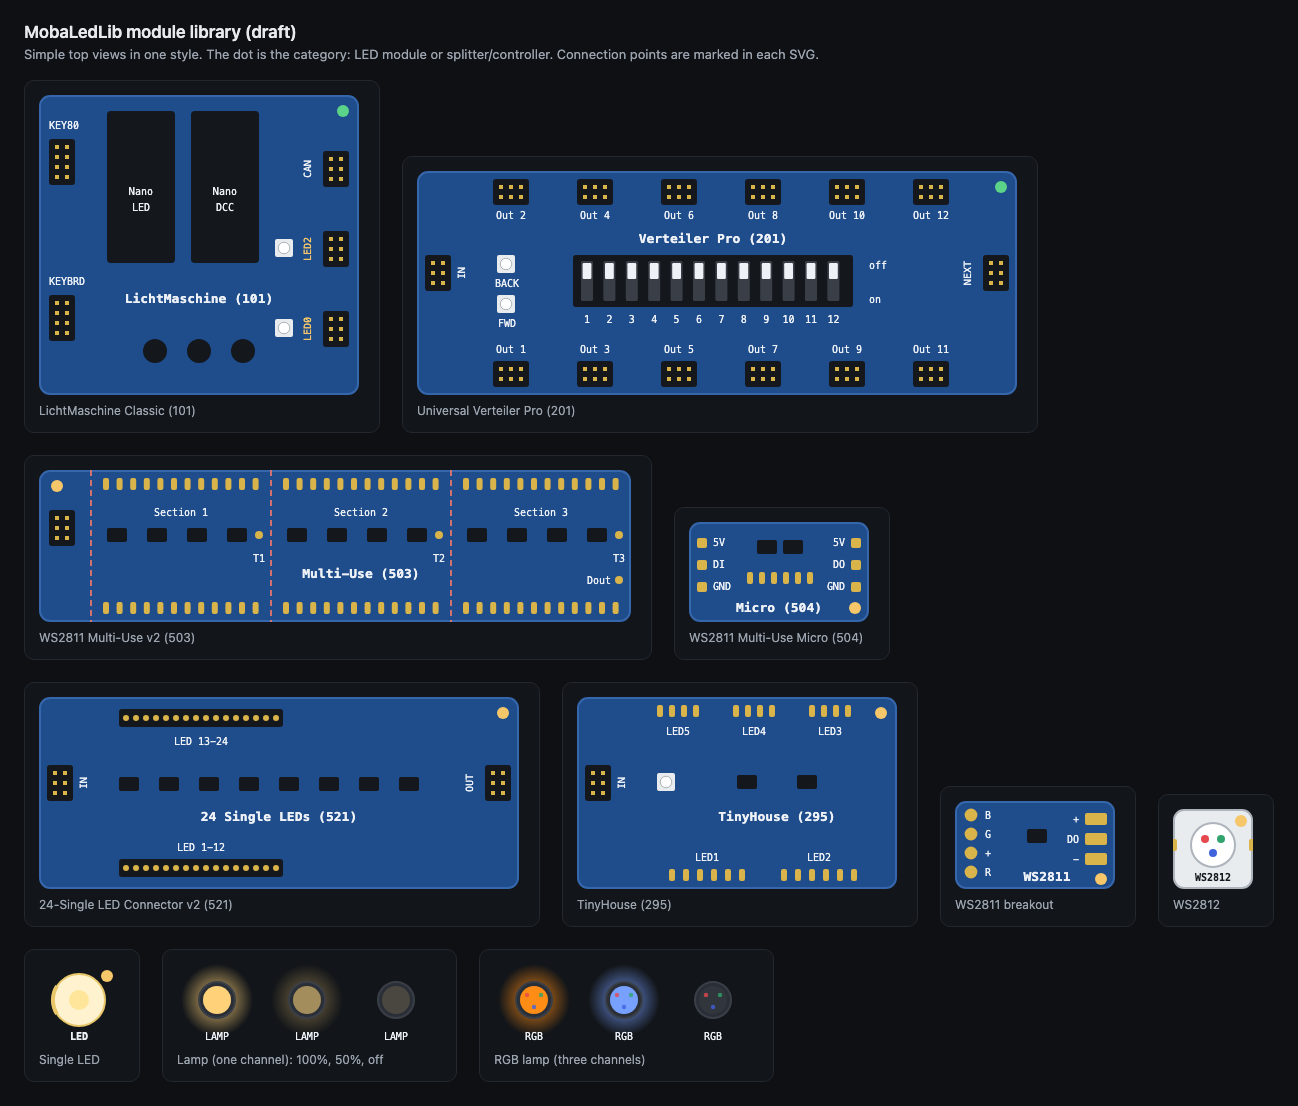 MobaLedLib module library (draft)
Simple top views in one style. The dot is the category: LED module or splitter/controller. Connection points are marked in each SVG.
KEY80
Nano
LED
Nano
DCC
CAN
LED2
KEYBRD
LichtMaschine (101)
LED0
LichtMaschine Classic (101)
Out 2
Out 4
Out 6
Out 8
Out 10
Out 12
Verteiler Pro (201)
IN
BACK
FWD
off
on
NEXT
1 2 3 4 5 6 7 8 9 10 11 12
Out 1
Out 3
Out 5
Out 7
Out 9
Out 11
Universal Verteiler Pro (201)
Section 1
Section 2
Section 3
T1
T2
T3
Multi-Use (503)
Dout
WS2811 Multi-Use v2 (503)
5V
DI
GND
5V
DO
GND
Micro (504)
WS2811 Multi-Use Micro (504)
LED 13-24
IN
OUT
24 Single LEDs (521)
LED 1-12
24-Single LED Connector v2 (521)
LED5
LED4
LED3
IN
TinyHouse (295)
LED1
LED2
TinyHouse (295)
B
G
+
R
+
DO
-
WS2811
WS2811 breakout
WS2812
WS2812
LED
Single LED
LAMP
LAMP
LAMP
Lamp (one channel): 100%, 50%, off
RGB
RGB
RGB
RGB lamp (three channels)